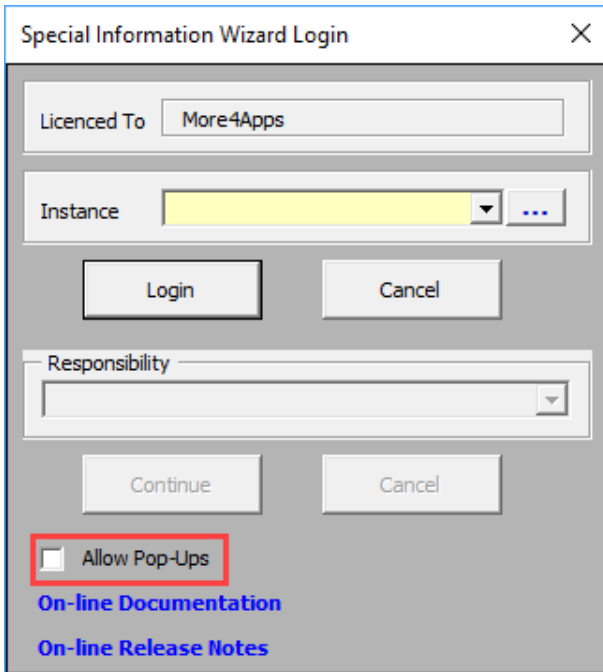 Special Information Wizard Login
Licenced To More4Apps
Instance ...
Login Cancel
Responsibility
Continue Cancel
Allow Pop-Ups
On-line Documentation
On-line Release Notes